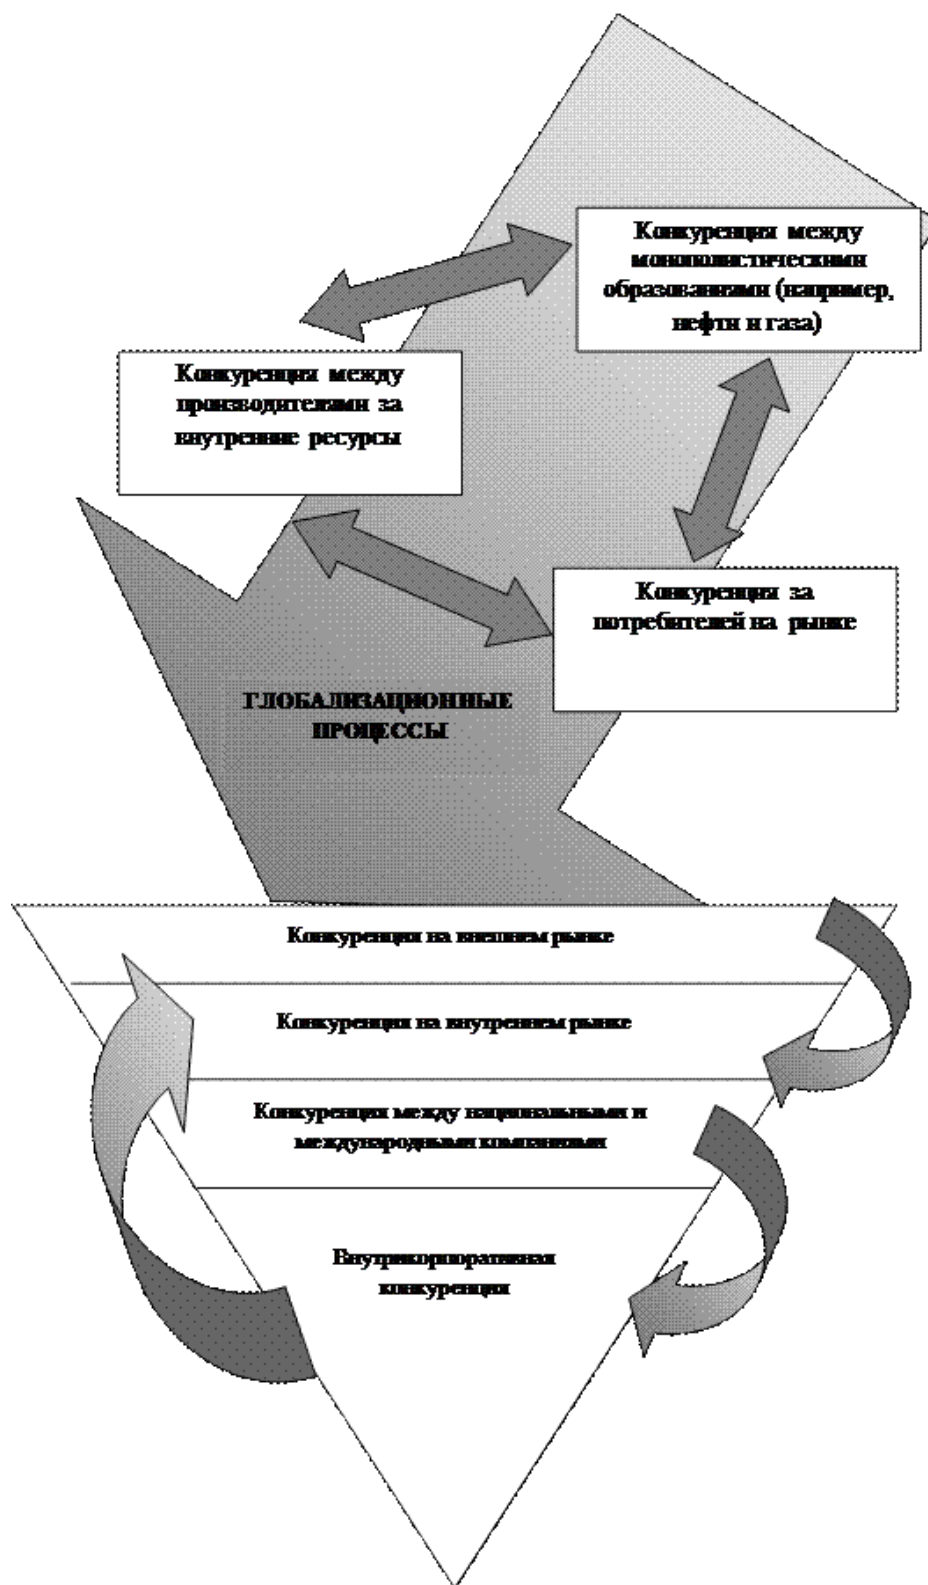 Конкуренция между
монополистическими
образованиями (например,
нефти и газа)
Конкуренция между
производителями за
внутренние ресурсы
Конкуренция за
потребителей на рынке
ГЛОБАЛИЗАЦИОННЫЕ
ПРОЦЕССЫ
Конкуренция на внешнем рынке
Конкуренция на внутреннем рынке
Конкуренция между национальными и
международными компаниями
Внутрикорпоративная
конкуренция